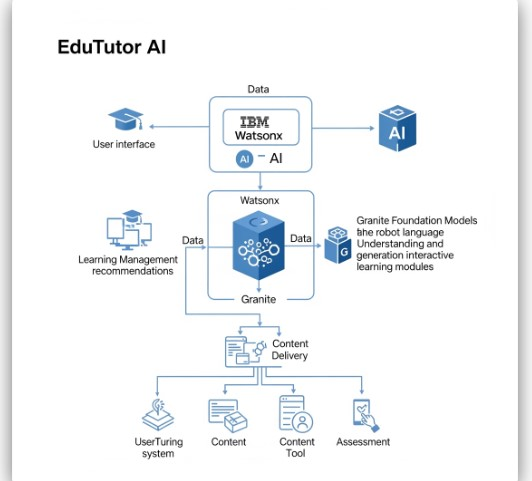 EduTutor AI
Data
IBM
Watsonx
AI – AI
AI
User interface
Watsonx
Learning Management
recommendations
Data
Data
Granite Foundation Models
the robot language
Understanding and
generation interactive
learning modules
G
Granite
Content
Delivery
UserTuring
system
Content
Content
Tool
Assessment